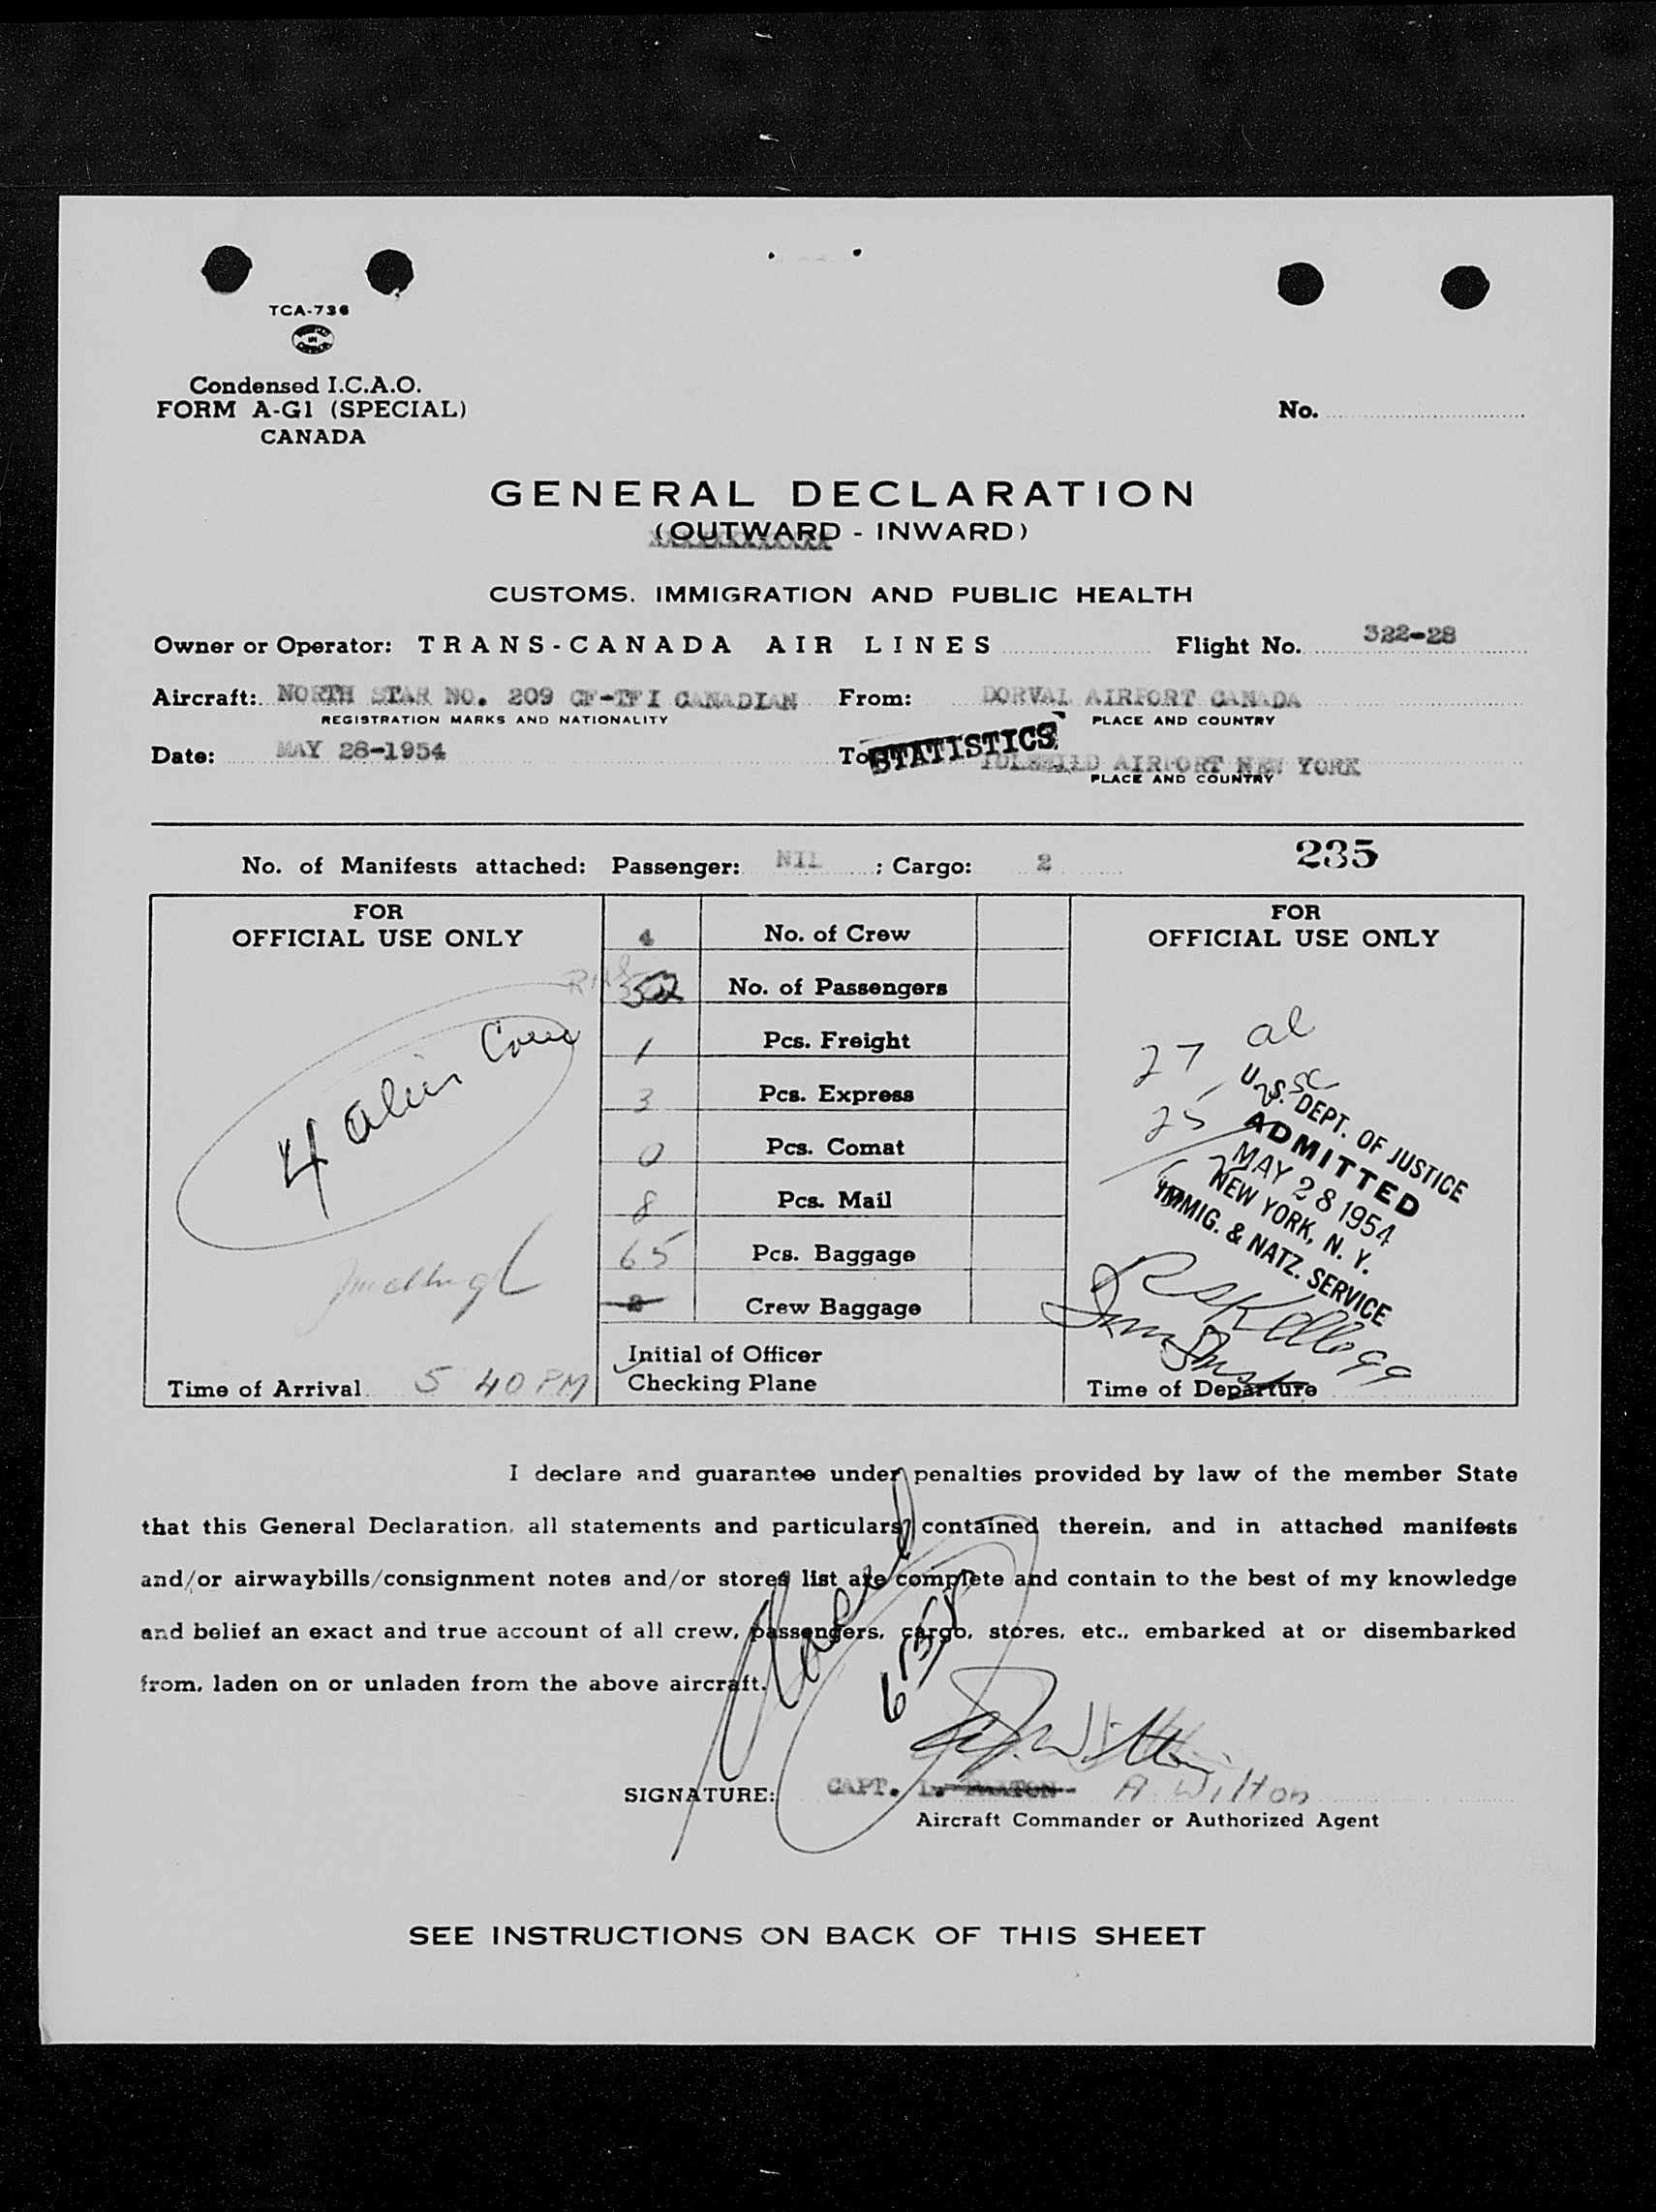 TCA-736
Condensed I.C.A.O.
FORM A-G1 (SPECIAL)
CANADA
No.
GENERAL DECLARATION
(OUTWARD - INWARD)
CUSTOMS, IMMIGRATION AND PUBLIC HEALTH
Owner or Operator: TRANS-CANADA AIR LINES Flight No. 322-28
Aircraft: NORTH STAR NO. 209 CF-TFI CANADIAN From: DORVAL AIRPORT CANADA
REGISTRATION MARKS AND NATIONALITY PLACE AND COUNTRY
STATISTICS
Date: MAY 28-1954 To IDLEWILD AIRPORT NEW YORK
PLACE AND COUNTRY
235
No. of Manifests attached: Passenger: NIL ; Cargo: 2
FOR
OFFICIAL USE ONLY
4 alien Crew
Time of Arrival 5 40 PM
4 No. of Crew
52 No. of Passengers
1 Pcs. Freight
3 Pcs. Express
0 Pcs. Comat
8 Pcs. Mail
65 Pcs. Baggage
2 Crew Baggage
Initial of Officer
Checking Plane
FOR
OFFICIAL USE ONLY
27 al
25 usc
U.S. DEPT. OF JUSTICE
ADMITTED
MAY 28 1954
NEW YORK, N. Y.
IMMIG. & NATZ. SERVICE
RSKellogg
Time of Departure
I declare and guarantee under penalties provided by law of the member State
that this General Declaration, all statements and particulars contained therein, and in attached manifests
and/or airwaybills/consignment notes and/or stores list are complete and contain to the best of my knowledge
and belief an exact and true account of all crew, passengers, cargo, stores, etc., embarked at or disembarked
from, laden on or unladen from the above aircraft.
SIGNATURE: CAPT. L. A Wilton
Aircraft Commander or Authorized Agent
SEE INSTRUCTIONS ON BACK OF THIS SHEET